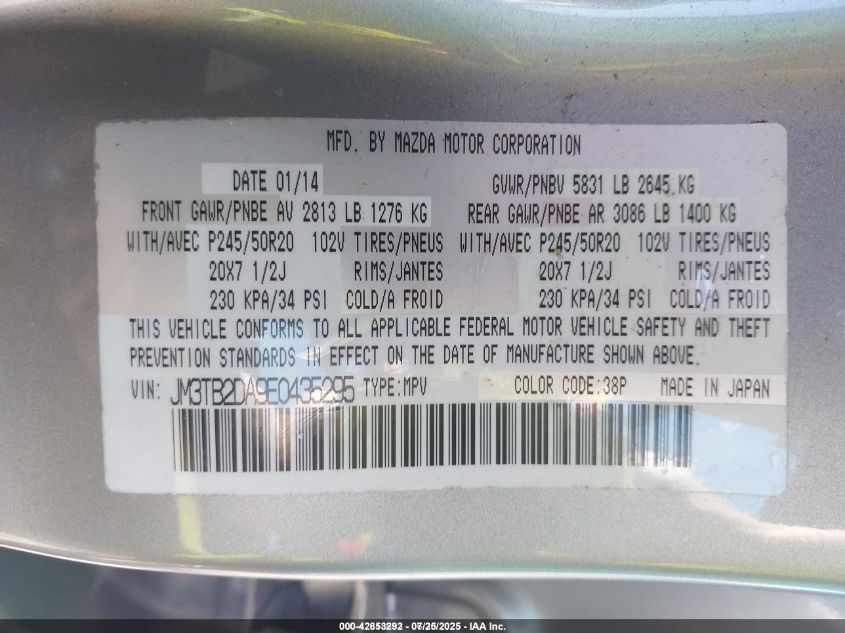 MFD. BY MAZDA MOTOR CORPORATION
DATE 01/14 GVWR/PNBV 5831 LB 2645 KG
FRONT GAWR/PNBE AV 2813 LB 1276 KG REAR GAWR/PNBE AR 3086 LB 1400 KG
WITH/AVEC P245/50R20 102V TIRES/PNEUS WITH/AVEC P245/50R20 102V TIRES/PNEUS
20X7 1/2J RIMS/JANTES 20X7 1/2J RIMS/JANTES
230 KPA/34 PSI COLD/A FROID 230 KPA/34 PSI COLD/A FROID
THIS VEHICLE CONFORMS TO ALL APPLICABLE FEDERAL MOTOR VEHICLE SAFETY AND THEFT
PREVENTION STANDARDS IN EFFECT ON THE DATE OF MANUFACTURE SHOWN ABOVE.
VIN: JM3TB2DA9E0435295 TYPE:MPV COLOR CODE:38P MADE IN JAPAN
000-42853292 - 07/25/2025 - IAA Inc.